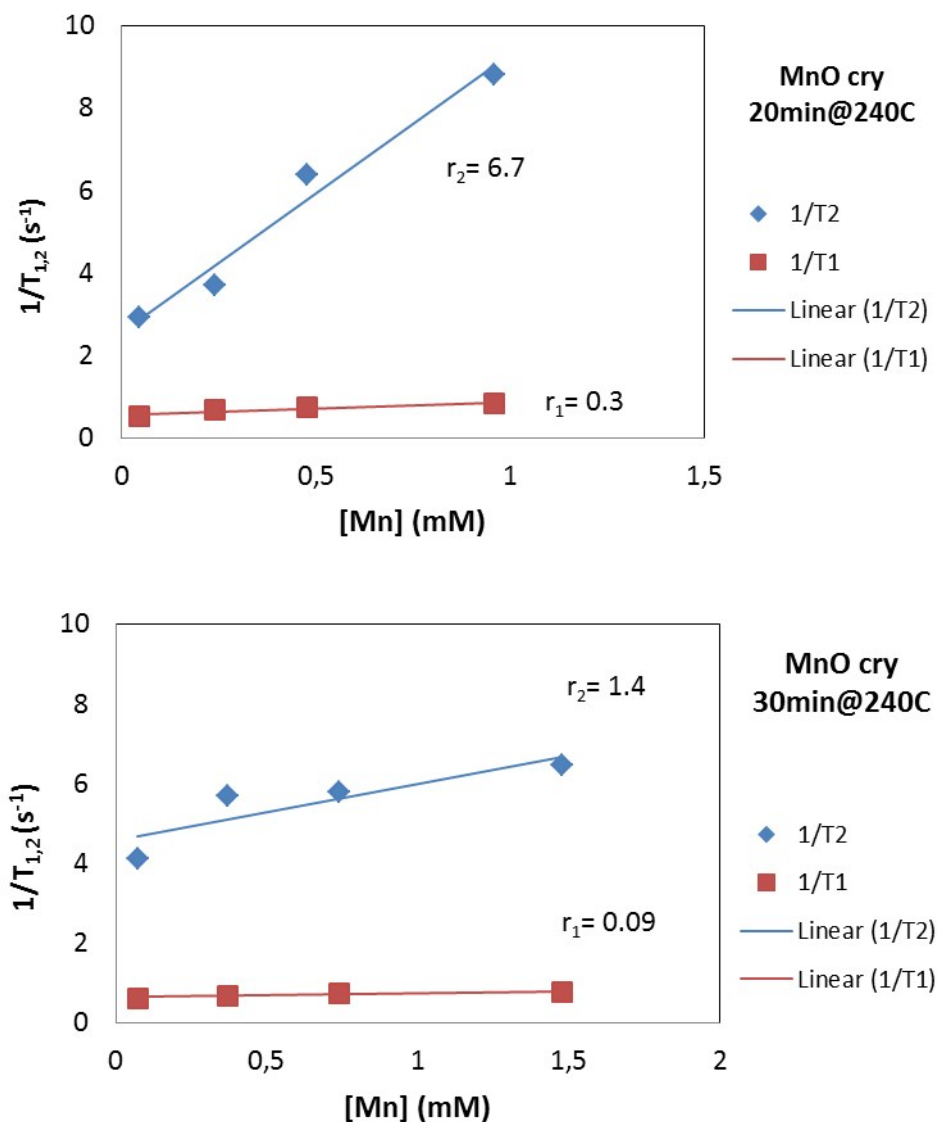 10
8
6
4
2
0
1/T1,2 (s-1)
0
0,5
1
1,5
[Mn] (mM)
r2= 6.7
r1= 0.3
MnO cry
20min@240C
1/T2
1/T1
Linear (1/T2)
Linear (1/T1)
10
8
6
4
2
0
1/T1,2 (s-1)
0
0,5
1
1,5
2
[Mn] (mM)
r2= 1.4
r1= 0.09
MnO cry
30min@240C
1/T2
1/T1
Linear (1/T2)
Linear (1/T1)